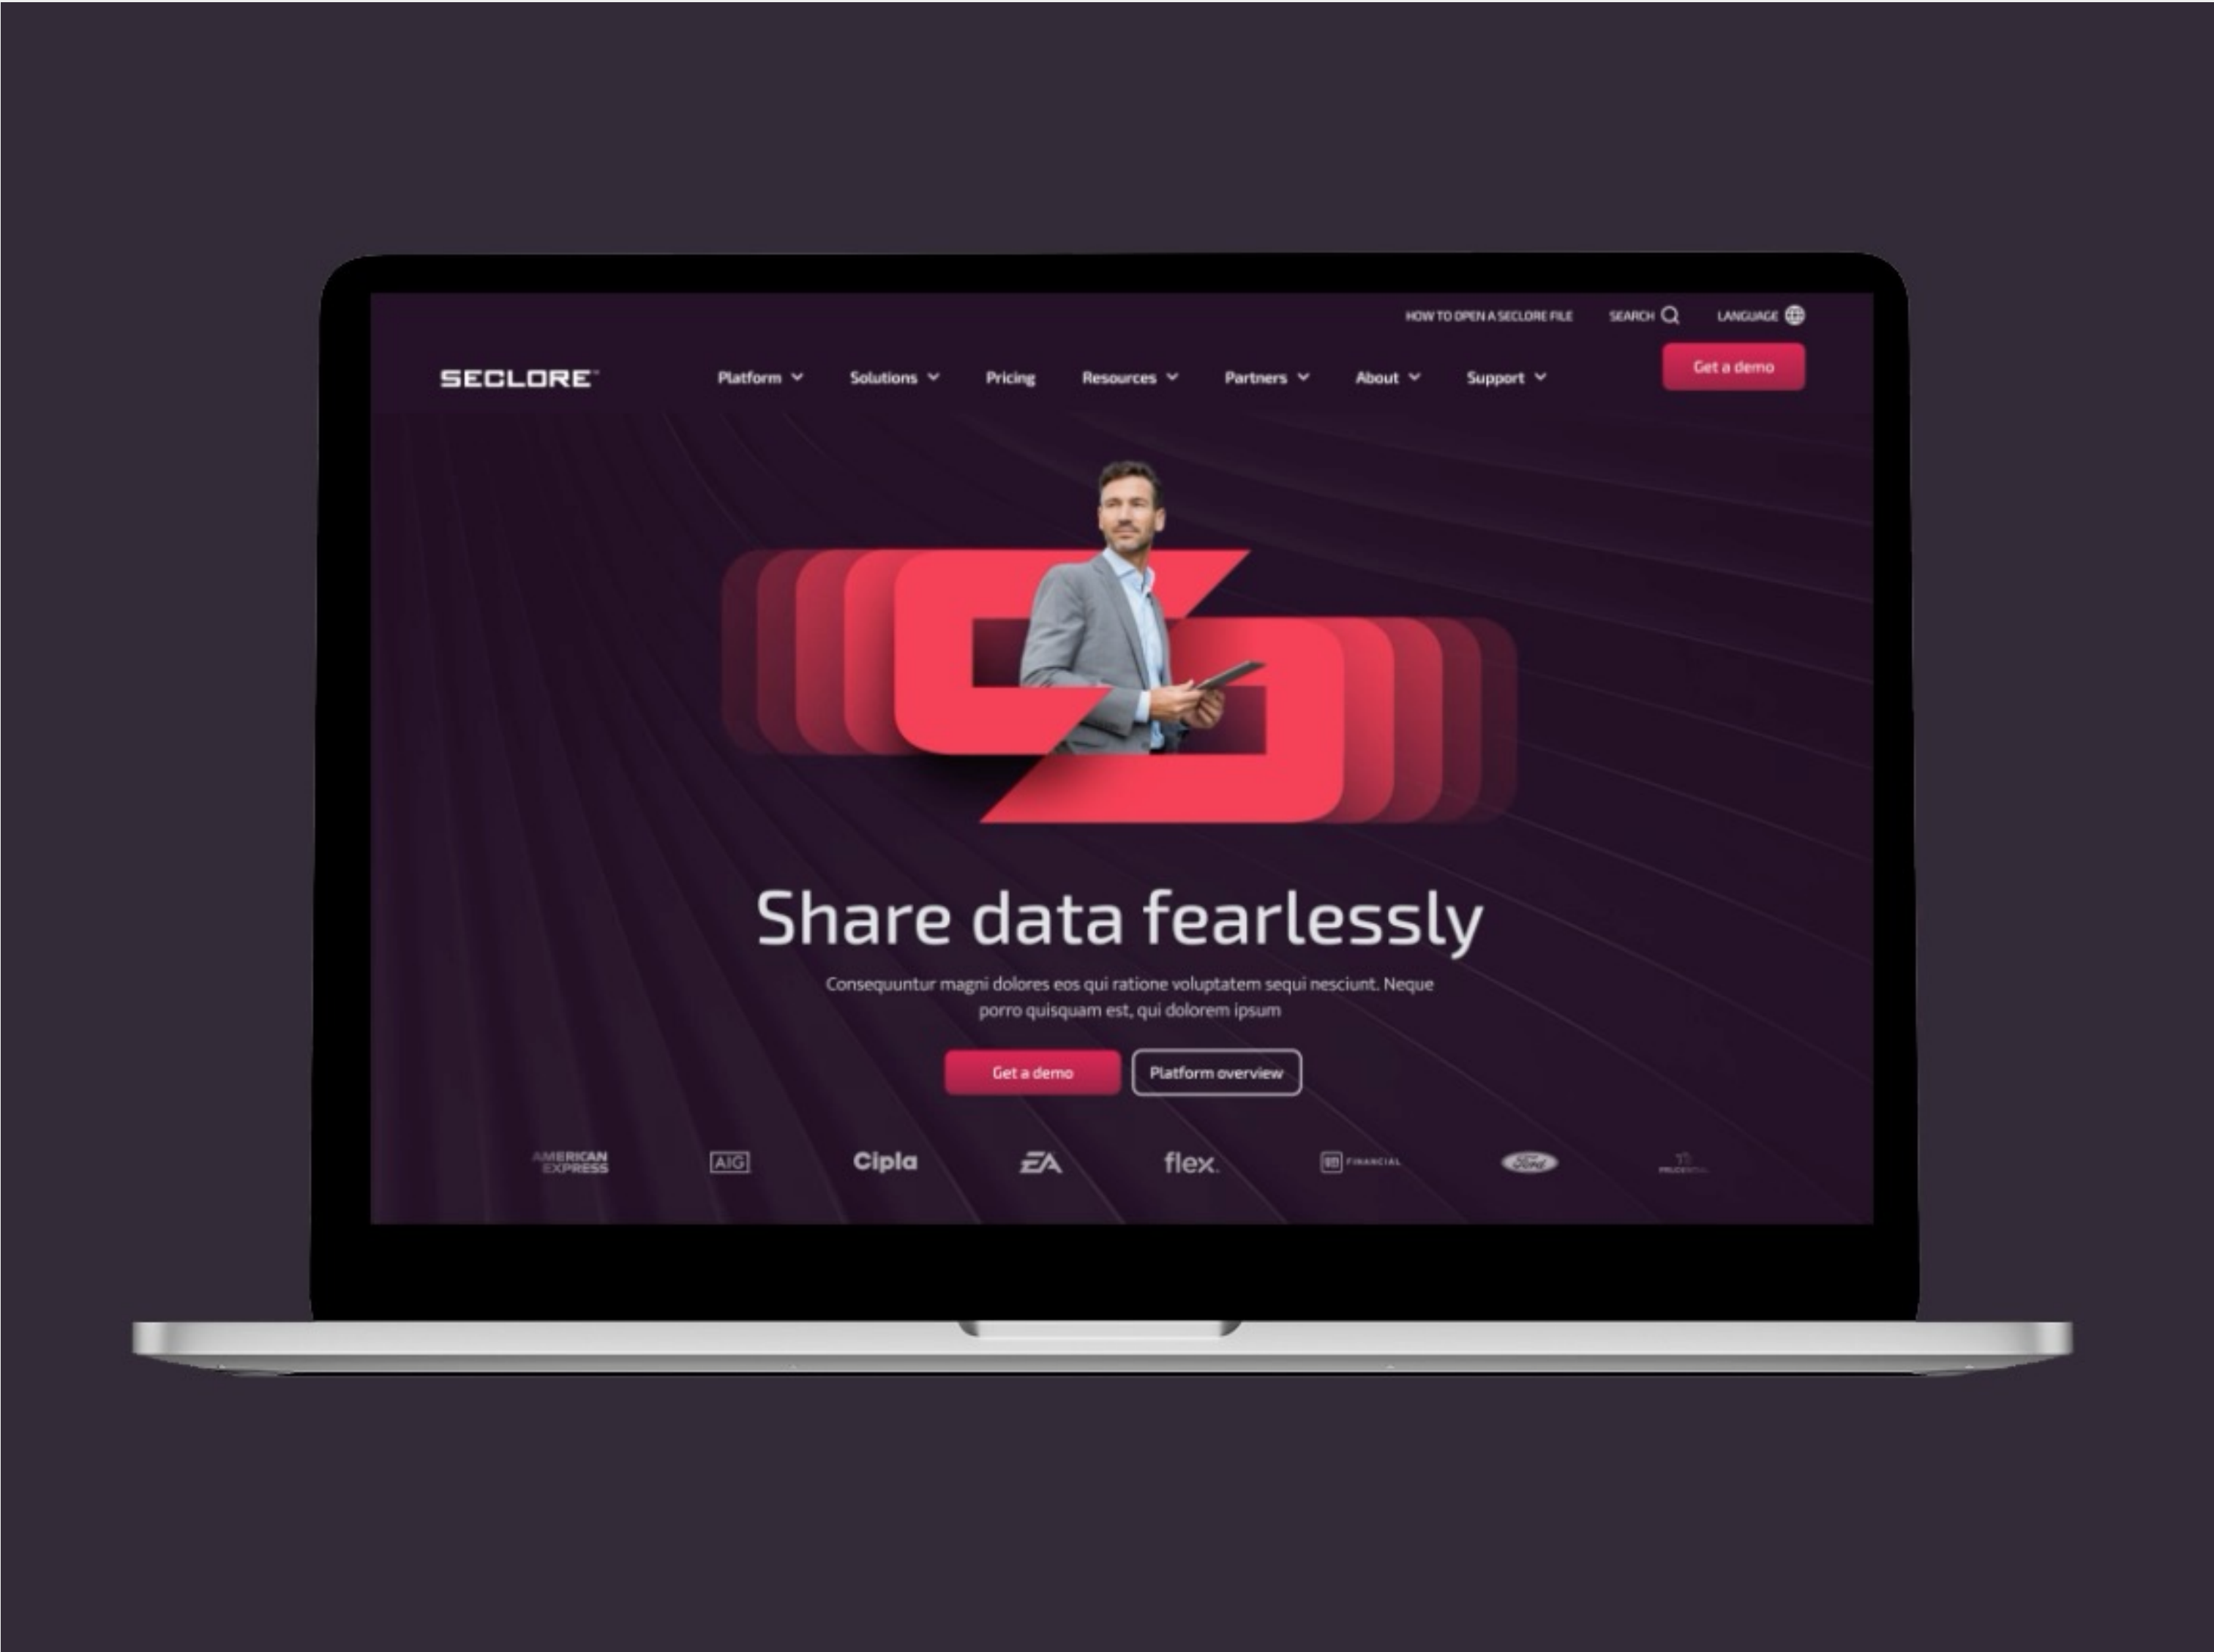 HOW TO OPEN A SECLORE FILE SEARCH LANGUAGE
SECLORE Platform Solutions Pricing Resources Partners About Support Get a demo
Share data fearlessly
Consequuntur magni dolores eos qui ratione voluptatem sequi nesciunt. Neque
porro quisquam est, qui dolorem ipsum
Get a demo Platform overview
AMERICAN
EXPRESS
AIG Cipla EA flex. FINANCIAL Ford